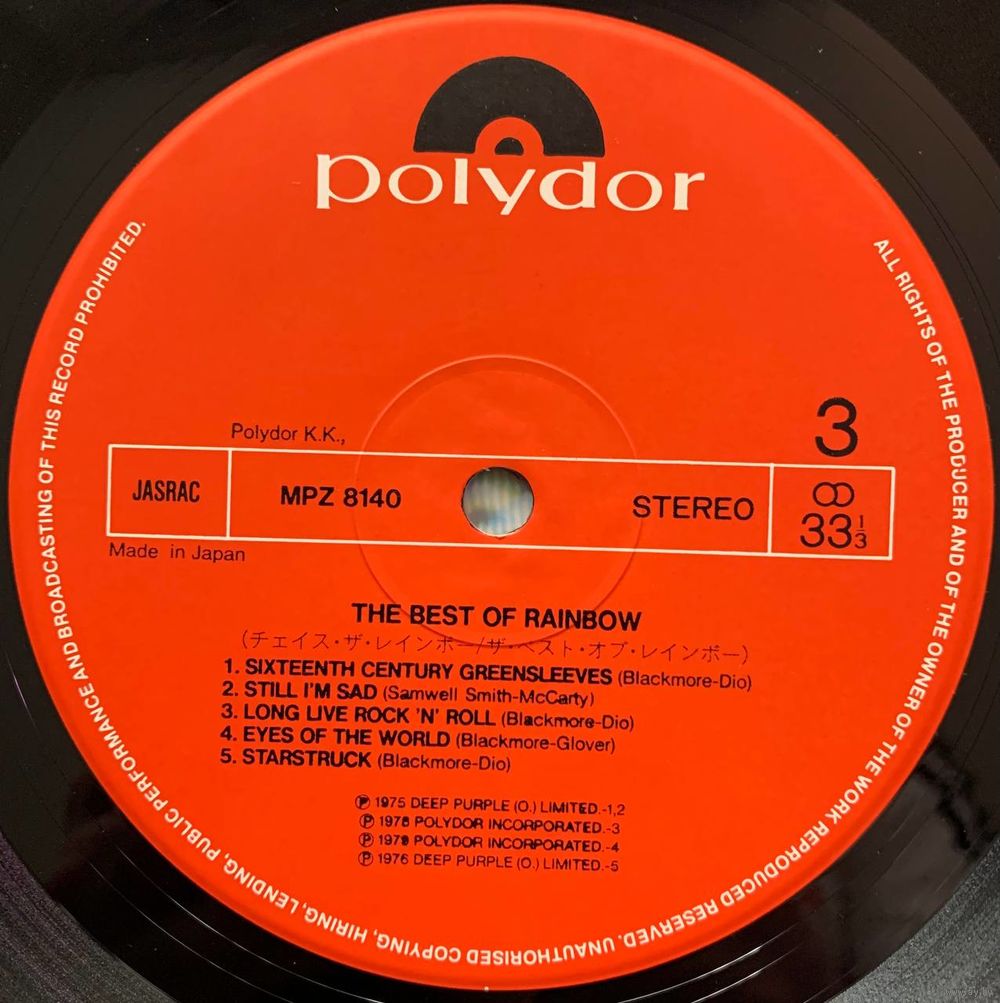 polydor
ALL RIGHTS OF THE PRODUCER AND OF THE OWNER OF THE WORK REPRODUCED RESERVED. UNAUTHORISED COPYING, HIRING, LENDING, PUBLIC PERFORMANCE AND BROADCASTING OF THIS RECORD PROHIBITED.
3
Polydor K.K.,
JASRAC
MPZ 8140
STEREO
33 1/3
Made in Japan
THE BEST OF RAINBOW
(チェイス・ザ・レインボー/ザ・ベスト・オブ・レインボー)
1. SIXTEENTH CENTURY GREENSLEEVES (Blackmore-Dio)
2. STILL I'M SAD (Samwell Smith-McCarty)
3. LONG LIVE ROCK 'N' ROLL (Blackmore-Dio)
4. EYES OF THE WORLD (Blackmore-Glover)
5. STARSTRUCK (Blackmore-Dio)
Ⓟ 1975 DEEP PURPLE (O.) LIMITED.-1,2
Ⓟ 1978 POLYDOR INCORPORATED.-3
Ⓟ 1979 POLYDOR INCORPORATED.-4
Ⓟ 1976 DEEP PURPLE (O.) LIMITED.-5